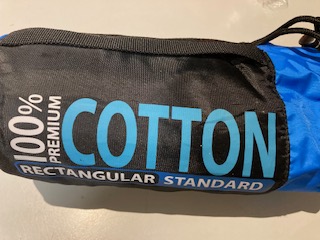 100%
PREMIUM
COTTON
RECTANGULAR STANDARD